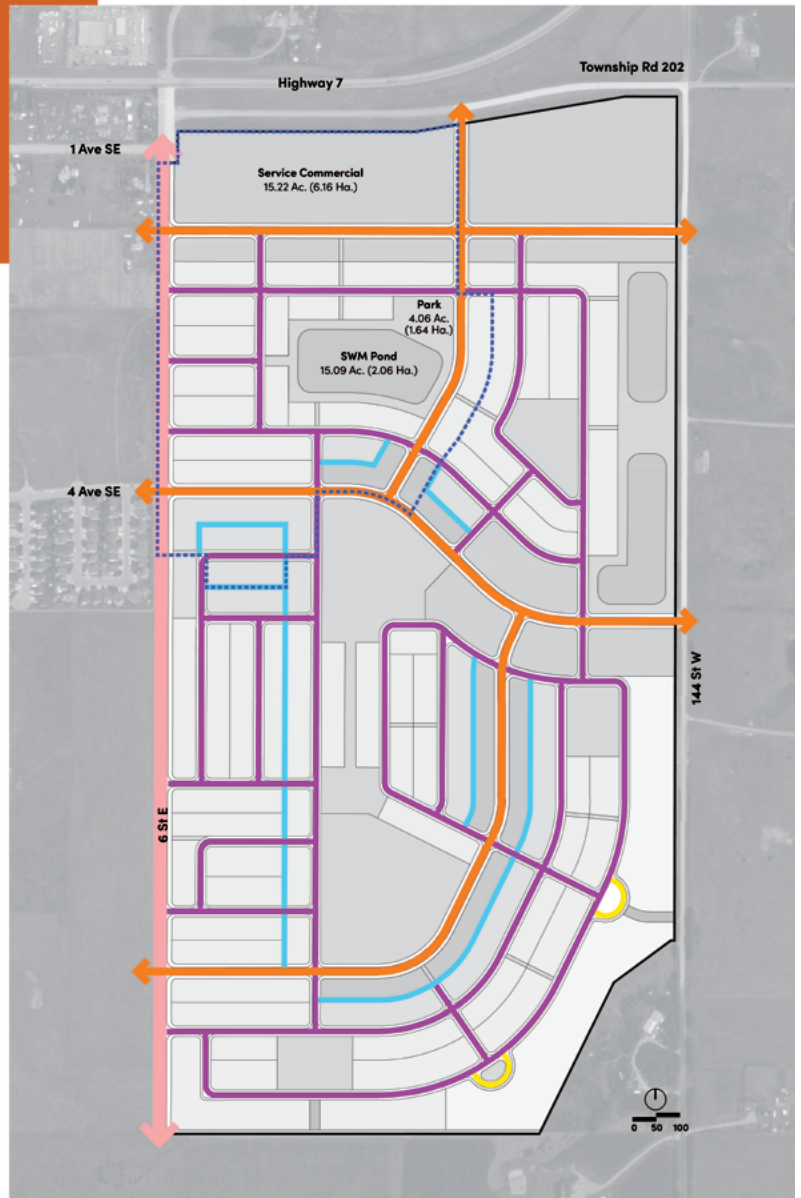 Township Rd 202
Highway 7
1 Ave SE
Service Commercial
15.22 Ac. (6.16 Ha.)
Park
4.06 Ac.
(1.64 Ha.)
SWM Pond
15.09 Ac. (2.06 Ha.)
4 Ave SE
144 St W
6 St E
0 50 100